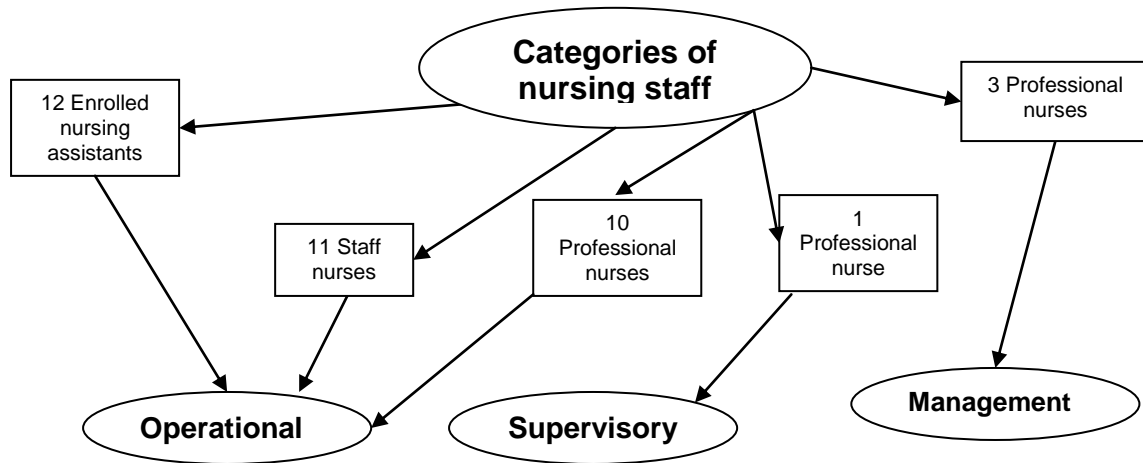 Categories of
nursing staff
12 Enrolled
nursing
assistants
3 Professional
nurses
11 Staff
nurses
10
Professional
nurses
1
Professional
nurse
Operational
Supervisory
Management